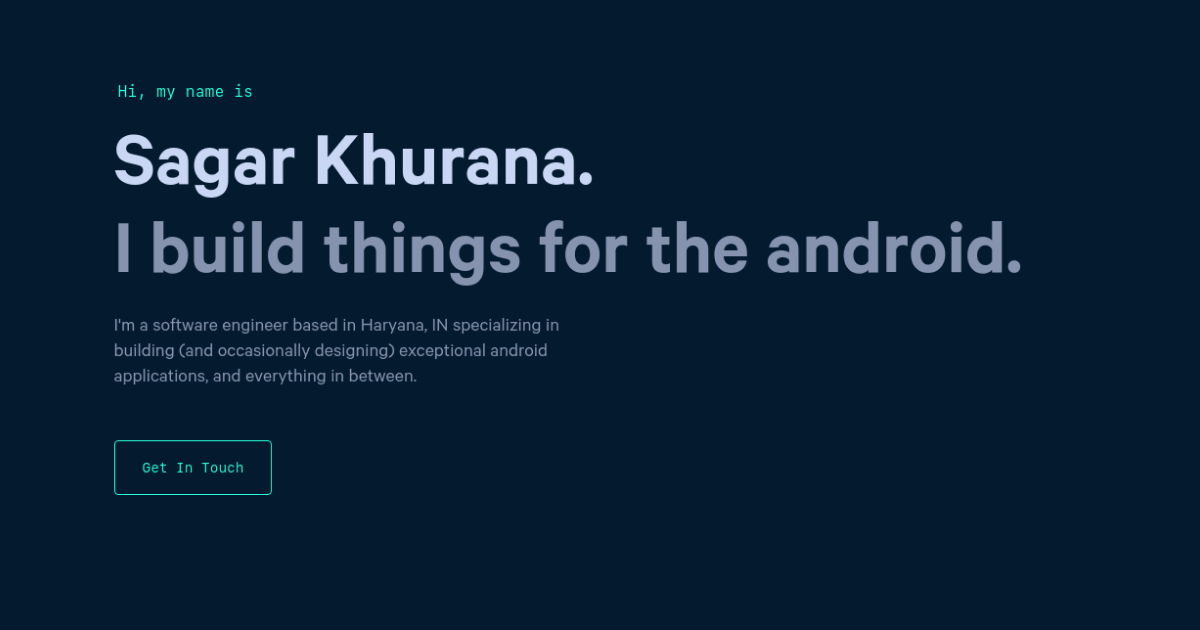 Hi, my name is
Sagar Khurana.
I build things for the android.
I'm a software engineer based in Haryana, IN specializing in
building (and occasionally designing) exceptional android
applications, and everything in between.
Get In Touch